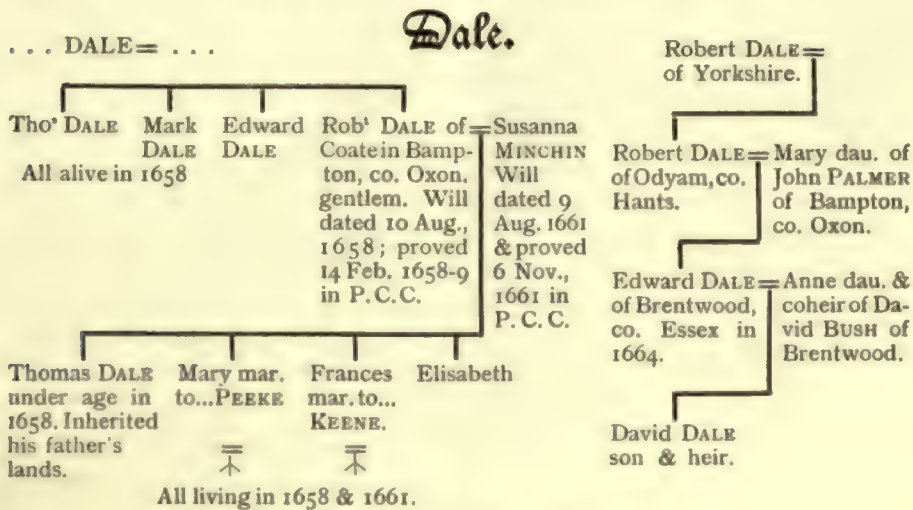 Dale.
. . . DALE= . . .
Thoˢ DALE
Mark
DALE
Edward
DALE
All alive in 1658
Robᵗ DALE of=
Coate in Bamp-
ton, co. Oxon.
gentlem. Will
dated 10 Aug.,
1658; proved
14 Feb. 1658-9
in P. C. C.
Susanna
MINCHIN
Will
dated 9
Aug. 1661
& proved
6 Nov.,
1661 in
P. C. C.
Thomas DALE
under age in
1658. Inherited
his father's
lands.
Mary mar.
to...PEEKE
Frances
mar. to...
KEENE.
Elisabeth
All living in 1658 & 1661.
Robert DALE=
of Yorkshire.
Robert DALE=
of Odyam, co.
Hants.
Mary dau. of
John PALMER
of Bampton,
co. Oxon.
Edward DALE=
of Brentwood,
co. Essex in
1664.
Anne dau. &
coheir of Da-
vid BUSH of
Brentwood.
David DALE
son & heir.